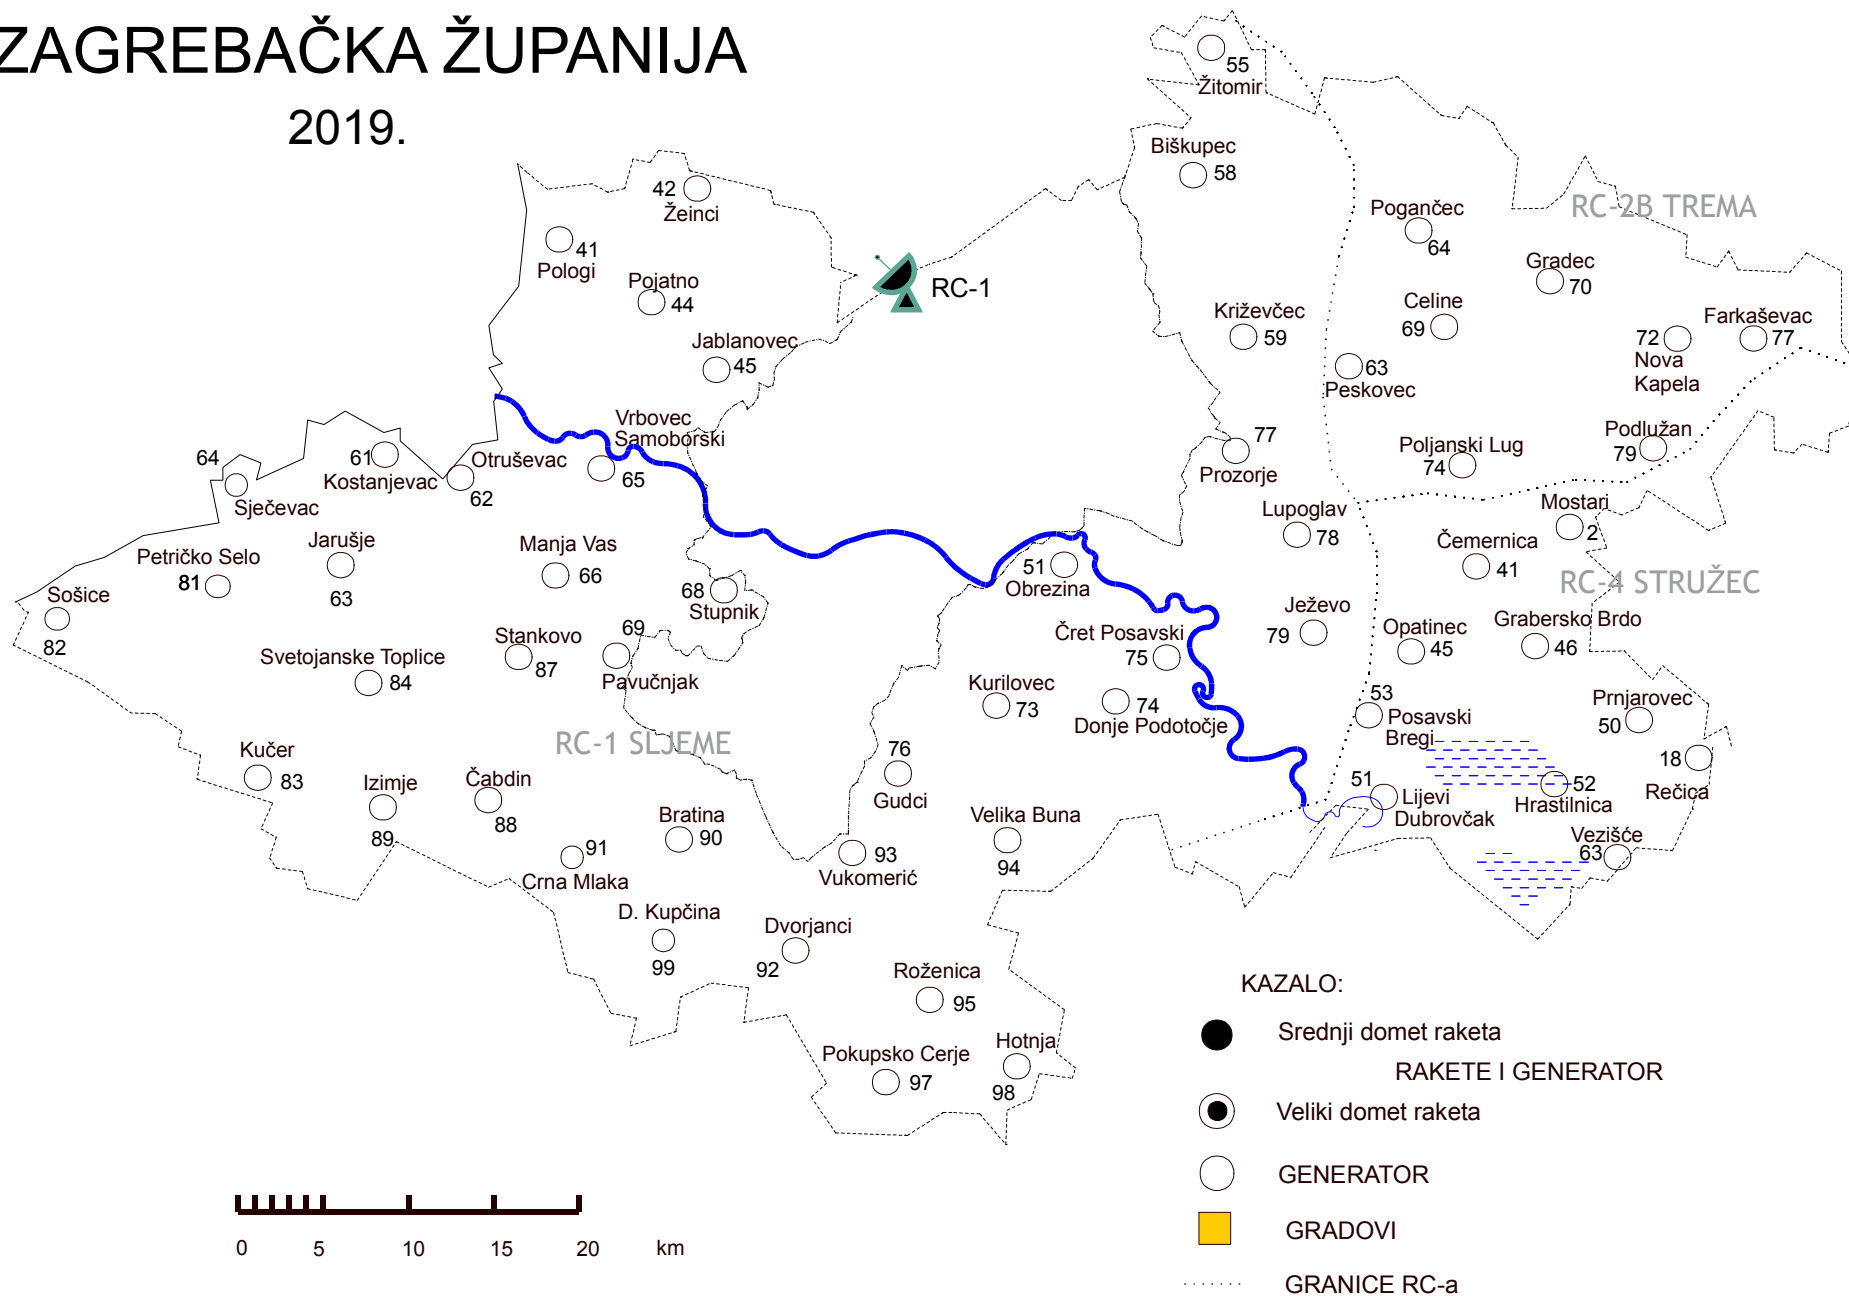 ZAGREBAČKA ŽUPANIJA
2019.
55
Žitomir
Biškupec
58
42
Žeinci
RC-2B TREMA
Pogančec
64
41
Pologi
Gradec
70
Pojatno
44
RC-1
Celine
69
Križevčec
59
Farkaševac
72
77
Nova
Kapela
Jablanovec
45
63
Peskovec
Vrbovec
Samoborski
65
77
Prozorje
Podlužan
79
Poljanski Lug
74
64
Sječevac
61
Kostanjevac
Otruševac
62
Mostari
2
Lupoglav
78
Jarušje
63
Manja Vas
66
Čemernica
41
Petričko Selo
81
51
Obrezina
RC-4 STRUŽEC
Sošice
82
68
Stupnik
Ježevo
79
Grabersko Brdo
46
Opatinec
45
69
Pavučnjak
Stankovo
87
Čret Posavski
75
Svetojanske Toplice
84
Kurilovec
73
74
Donje Podotočje
53
Posavski
Bregi
Prnjarovec
50
RC-1 SLJEME
76
Gudci
18
Rečica
Kučer
83
Izimje
89
Čabdin
88
51
Lijevi
Dubrovčak
52
Hrastilnica
Bratina
90
Velika Buna
94
Vezišće
63
91
Crna Mlaka
93
Vukomerić
D. Kupčina
99
Dvorjanci
92
Roženica
95
Hotnja
98
Pokupsko Cerje
97
KAZALO:
Srednji domet raketa
RAKETE I GENERATOR
Veliki domet raketa
GENERATOR
GRADOVI
GRANICE RC-a
0 5 10 15 20 km